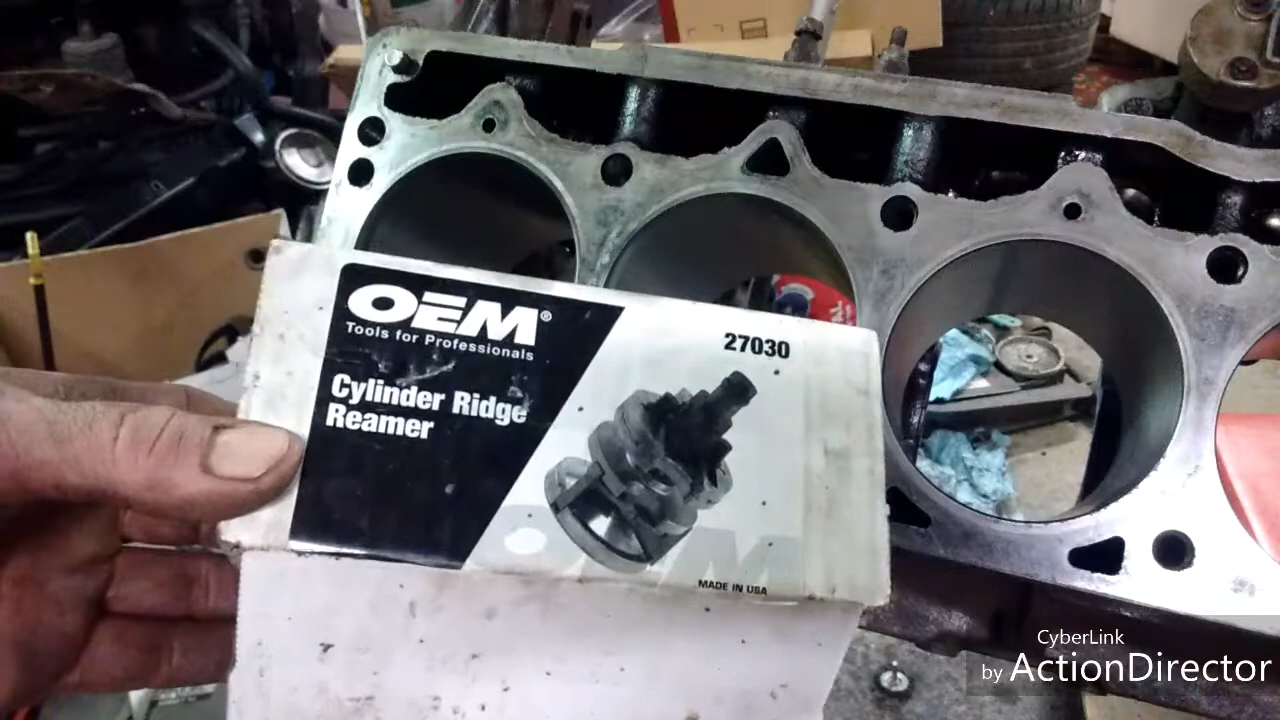 OEM®
Tools for Professionals
27030
Cylinder Ridge
Reamer
MADE IN USA
CyberLink
by ActionDirector